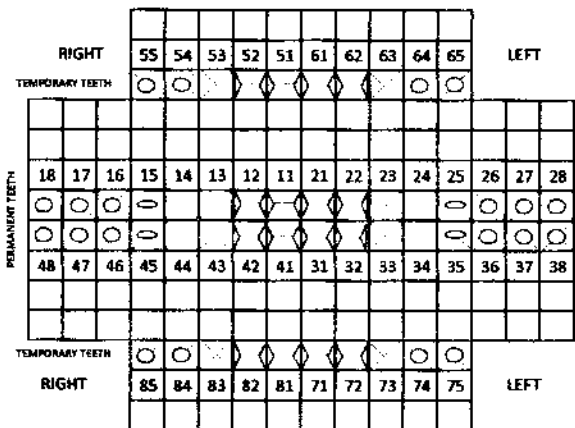 RIGHT 55 54 53 52 51 61 62 63 64 65 LEFT
TEMPORARY TEETH
PERMANENT TEETH
18 17 16 15 14 13 12 11 21 22 23 24 25 26 27 28
48 47 46 45 44 43 42 41 31 32 33 34 35 36 37 38
TEMPORARY TEETH
RIGHT 85 84 83 82 81 71 72 73 74 75 LEFT